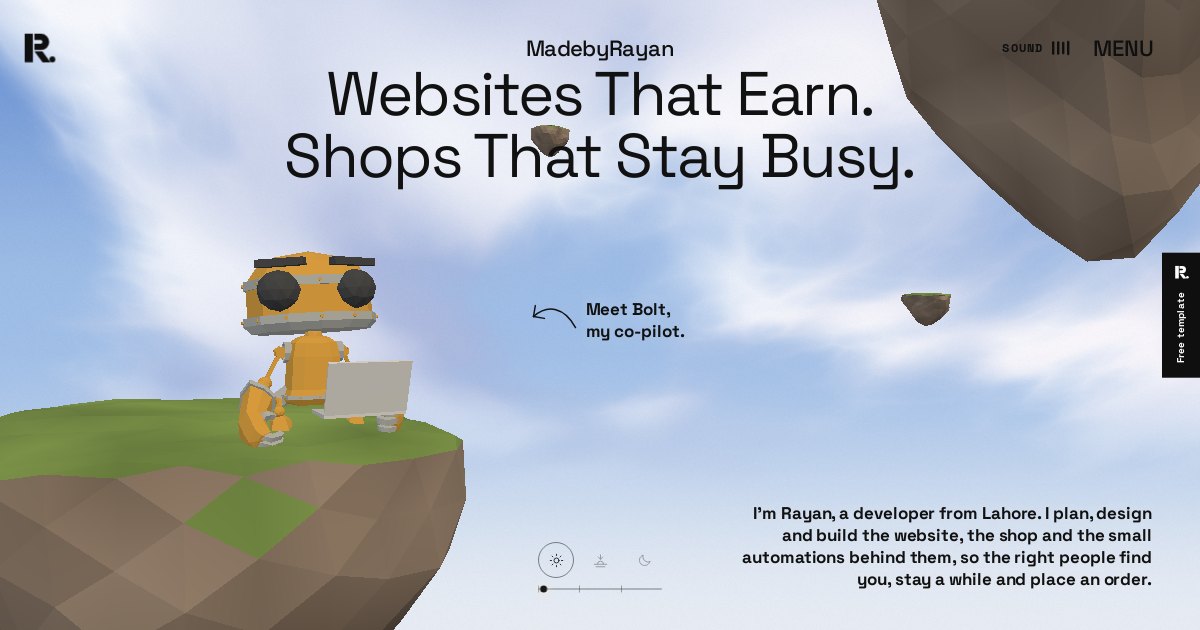 R.
MadebyRayan
SOUND
MENU
Websites That Earn.
Shops That Stay Busy.
R.
Free template
Meet Bolt,
my co-pilot.
I'm Rayan, a developer from Lahore. I plan, design
and build the website, the shop and the small
automations behind them, so the right people find
you, stay a while and place an order.